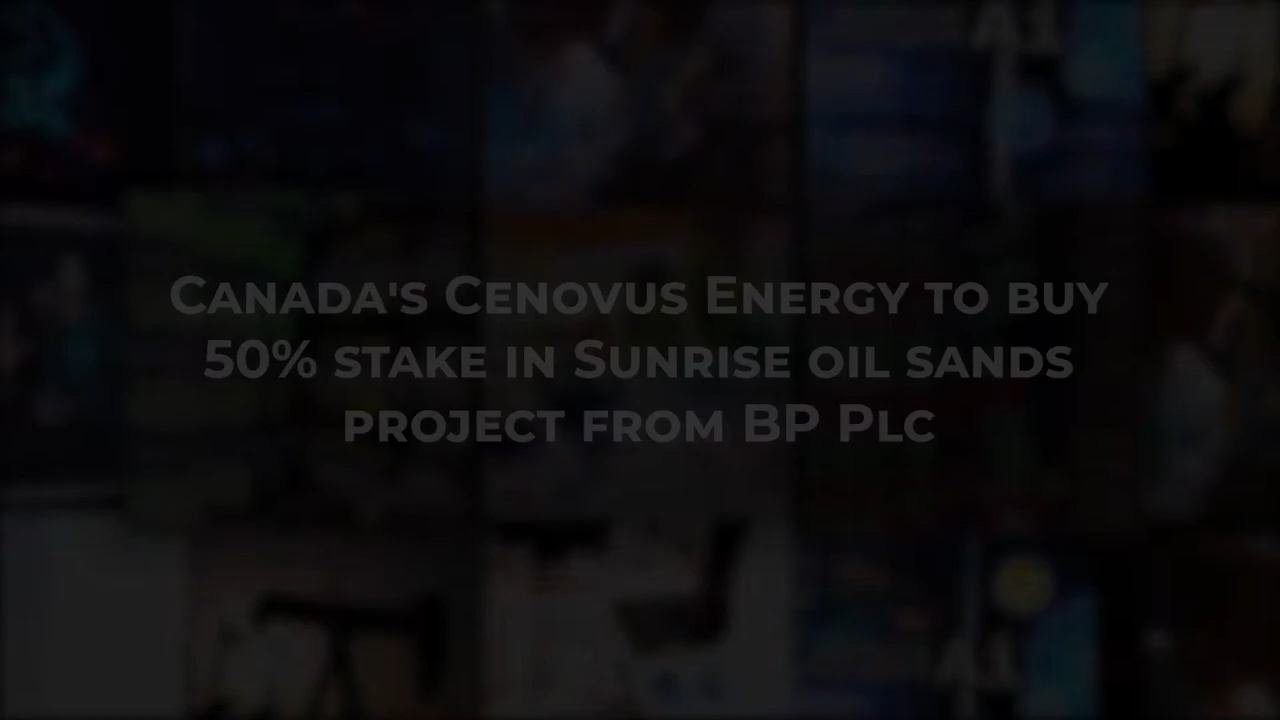 Canada's Cenovus Energy to buy
50% stake in Sunrise oil sands
project from BP Plc